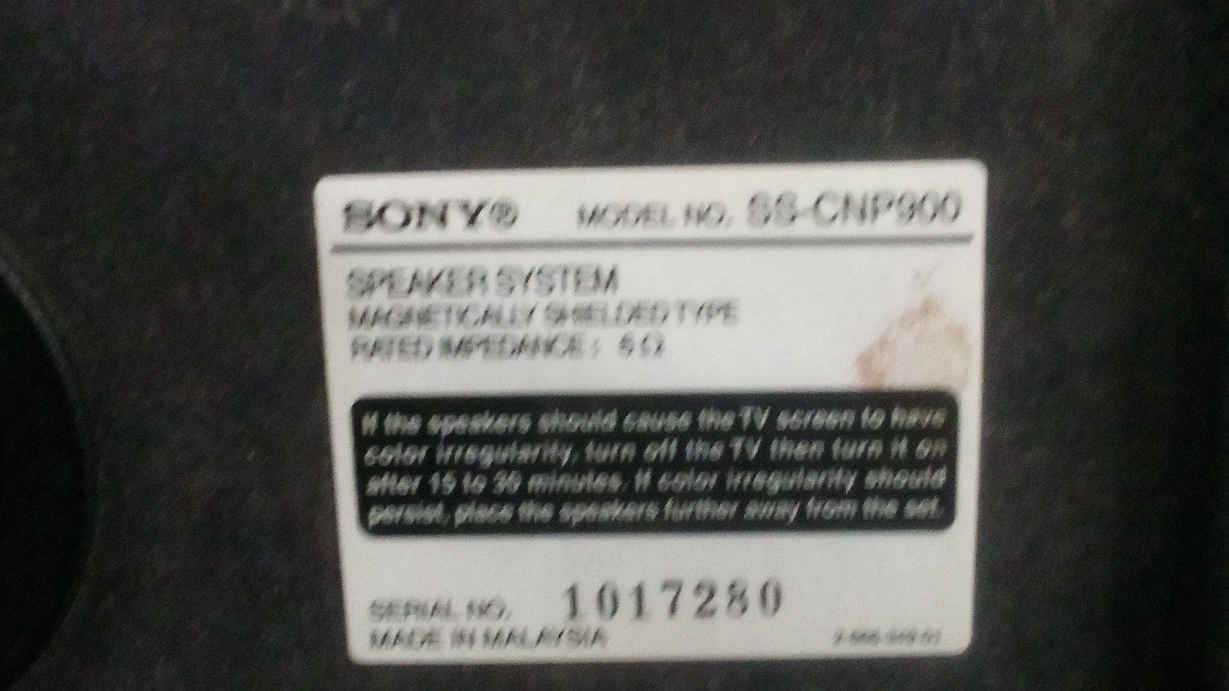 SONY® MODEL NO. SS-CNP900
SPEAKER SYSTEM
MAGNETICALLY SHIELDED TYPE
RATED IMPEDANCE : Ω
If the speakers should cause the TV screen to have
color irregularity, turn off the TV then turn it on
after 15 to 30 minutes. If color irregularity should
persist, place the speakers further away from the set.
SERIAL NO. 1017280
MADE IN MALAYSIA